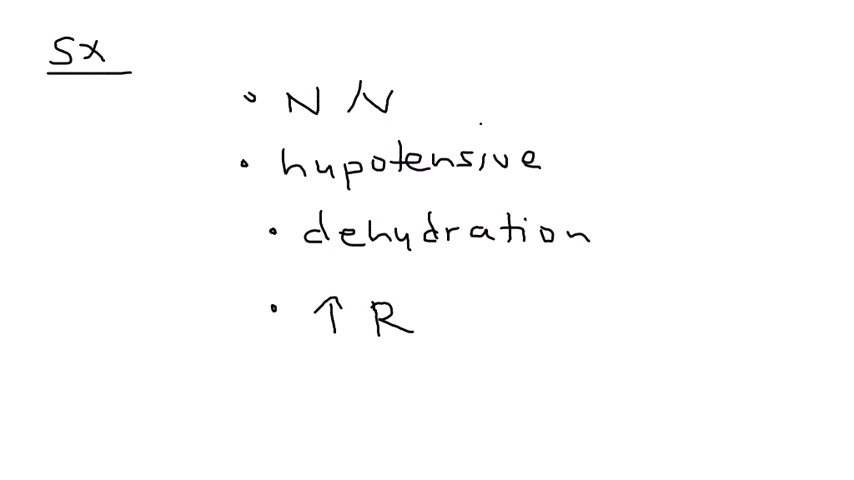 Sx
• N/V
• hypotensive
• dehydration
• ↑ R